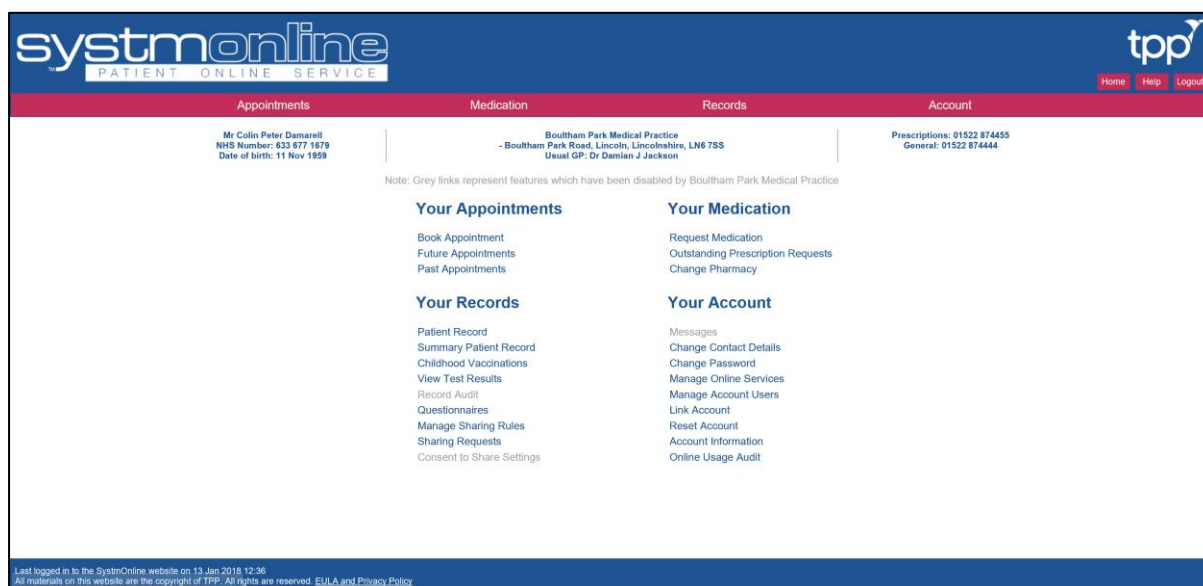 systmonline
TM PATIENT ONLINE SERVICE
tpp
Home Help Logout
Appointments Medication Records Account
Mr Colin Peter Damarell
NHS Number: 633 677 1679
Date of birth: 11 Nov 1959
Boultham Park Medical Practice
- Boultham Park Road, Lincoln, Lincolnshire, LN6 7SS
Usual GP: Dr Damian J Jackson
Prescriptions: 01522 874455
General: 01522 874444
Note: Grey links represent features which have been disabled by Boultham Park Medical Practice
Your Appointments
Book Appointment
Future Appointments
Past Appointments
Your Medication
Request Medication
Outstanding Prescription Requests
Change Pharmacy
Your Records
Patient Record
Summary Patient Record
Childhood Vaccinations
View Test Results
Record Audit
Questionnaires
Manage Sharing Rules
Sharing Requests
Consent to Share Settings
Your Account
Messages
Change Contact Details
Change Password
Manage Online Services
Manage Account Users
Link Account
Reset Account
Account Information
Online Usage Audit
Last logged in to the SystmOnline website on 13 Jan 2018 12:36
All materials on this website are the copyright of TPP. All rights are reserved. EULA and Privacy Policy